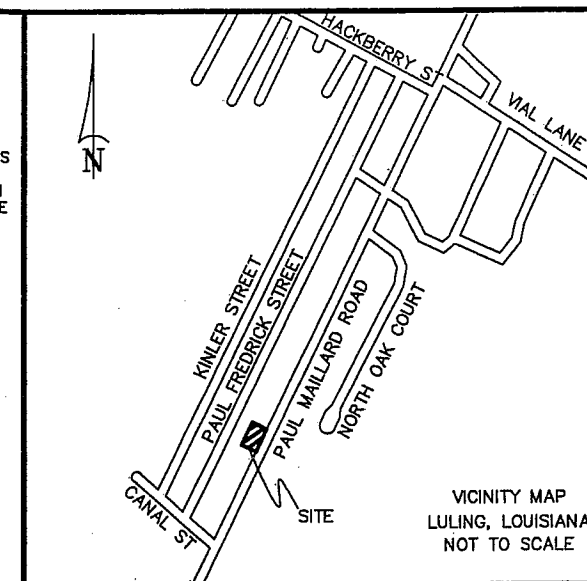 HACKBERRY ST
VIAL LANE
S
E
N
KINLER STREET
PAUL FREDRICK STREET
PAUL MAILLARD ROAD
NORTH OAK COURT
CANAL ST
SITE
VICINITY MAP
LULING, LOUISIANA
NOT TO SCALE